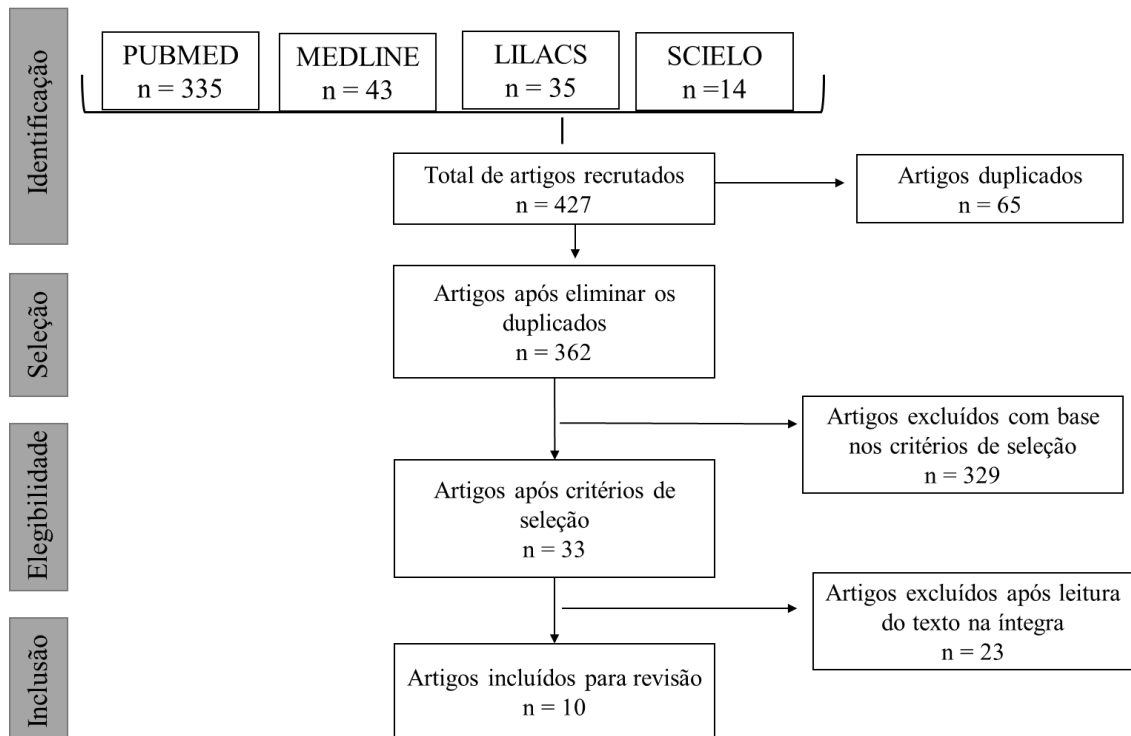 Identificação
PUBMED
n = 335
MEDLINE
n = 43
LILACS
n = 35
SCIELO
n =14
Total de artigos recrutados
n = 427
Artigos duplicados
n = 65
Seleção
Artigos após eliminar os
duplicados
n = 362
Artigos excluídos com base
nos critérios de seleção
n = 329
Elegibilidade
Artigos após critérios de
seleção
n = 33
Artigos excluídos após leitura
do texto na íntegra
n = 23
Inclusão
Artigos incluídos para revisão
n = 10